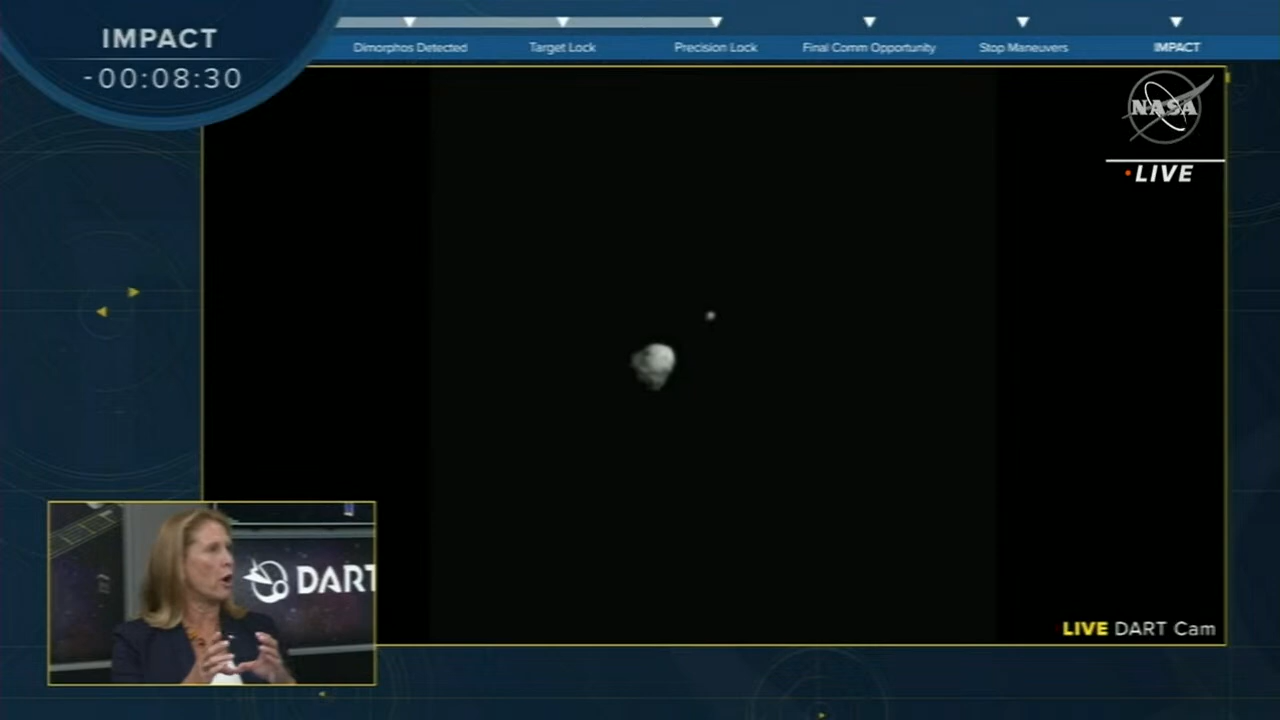 IMPACT
-00:08:30
Dimorphos Detected
Target Lock
Precision Lock
Final Comm Opportunity
Stop Maneuvers
IMPACT
NASA
LIVE
DART
LIVE DART Cam